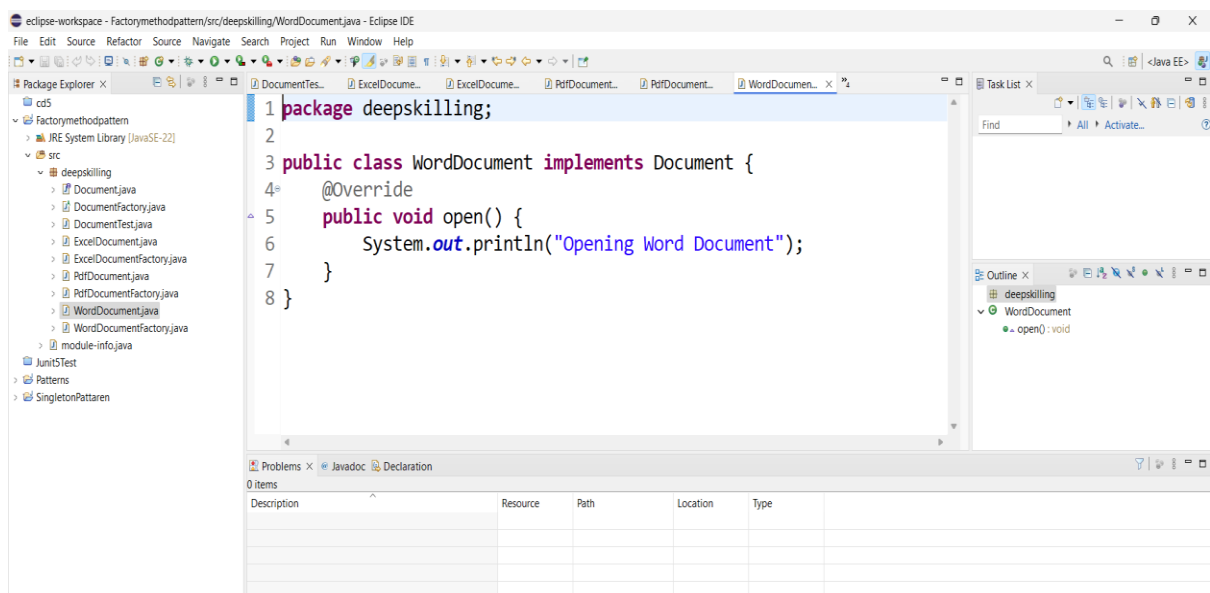 eclipse-workspace - Factorymethodpattern/src/deepskilling/WordDocument.java - Eclipse IDE
File Edit Source Refactor Source Navigate Search Project Run Window Help
<Java EE>
Package Explorer
cd5
Factorymethodpattern
JRE System Library [JavaSE-22]
src
deepskilling
Document.java
DocumentFactory.java
DocumentTest.java
ExcelDocument.java
ExcelDocumentFactory.java
PdfDocument.java
PdfDocumentFactory.java
WordDocument.java
WordDocumentFactory.java
module-info.java
Junit5Test
Patterns
SingletonPattaren
DocumentTes... ExcelDocume... ExcelDocume... PdfDocument... PdfDocument... WordDocumen... »4
1 package deepskilling;
2
3 public class WordDocument implements Document {
4 @Override
5 public void open() {
6 System.out.println("Opening Word Document");
7 }
8 }
Task List
Find All Activate...
Outline
deepskilling
WordDocument
open() : void
Problems @ Javadoc Declaration
0 items
Description Resource Path Location Type